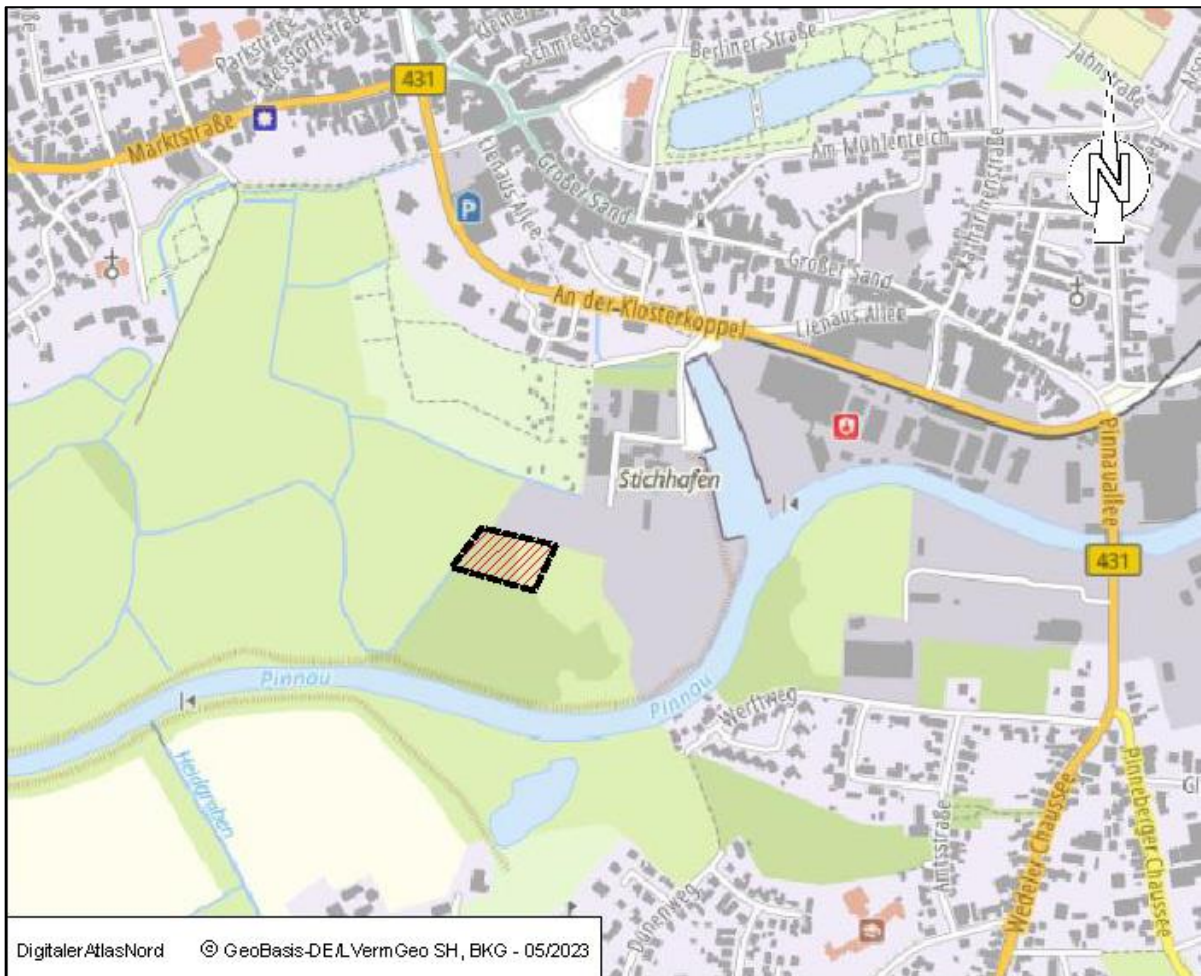 Parkstraße
Meistorffstraße
Schmiedestr
Berliner Straße
Jahnstraße
431
Marktstraße
Am Mühlenteich
Lienaus Allee
Großer Sand
P
N
Katharinenstraße
Großer Sand
An der Klosterkoppel
Lienaus Allee
Pinnauallee
Stichhafen
431
Pinnau
Pinnau
Werftweg
Heidgraben
Amtsstraße
Wedeler Chaussee
Pinneberger Chaussee
Dünenweg
DigitalerAtlasNord © GeoBasis-DE/LVermGeo SH, BKG - 05/2023